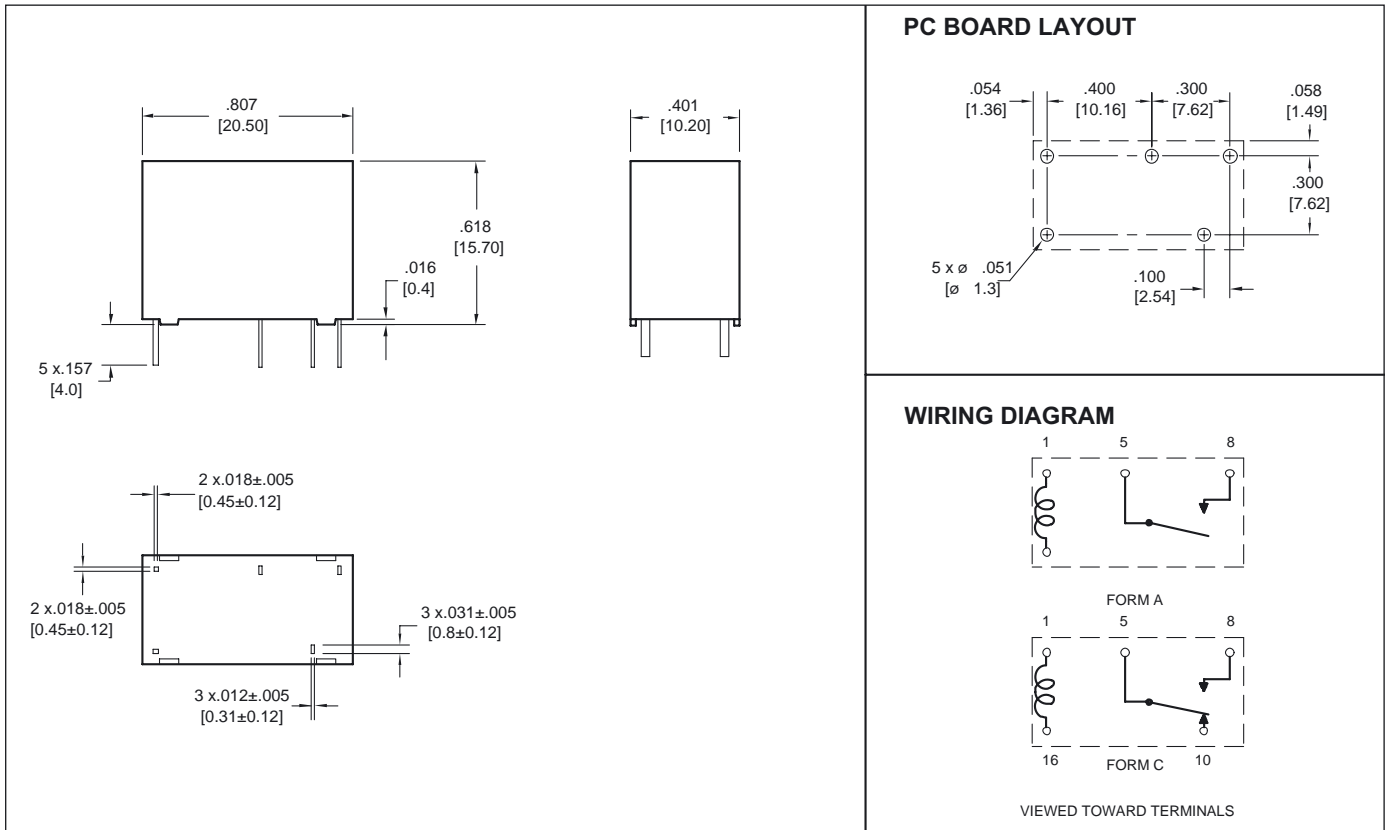 .807
[20.50]
.401
[10.20]
.618
[15.70]
.016
[0.4]
5 x.157
[4.0]
2 x.018±.005
[0.45±0.12]
2 x.018±.005
[0.45±0.12]
3 x.031±.005
[0.8±0.12]
3 x.012±.005
[0.31±0.12]
PC BOARD LAYOUT
.054
[1.36]
.400
[10.16]
.300
[7.62]
.058
[1.49]
.300
[7.62]
5 x ø .051
[ø 1.3]
.100
[2.54]
WIRING DIAGRAM
1 5 8
FORM A
1 5 8
16 FORM C 10
VIEWED TOWARD TERMINALS